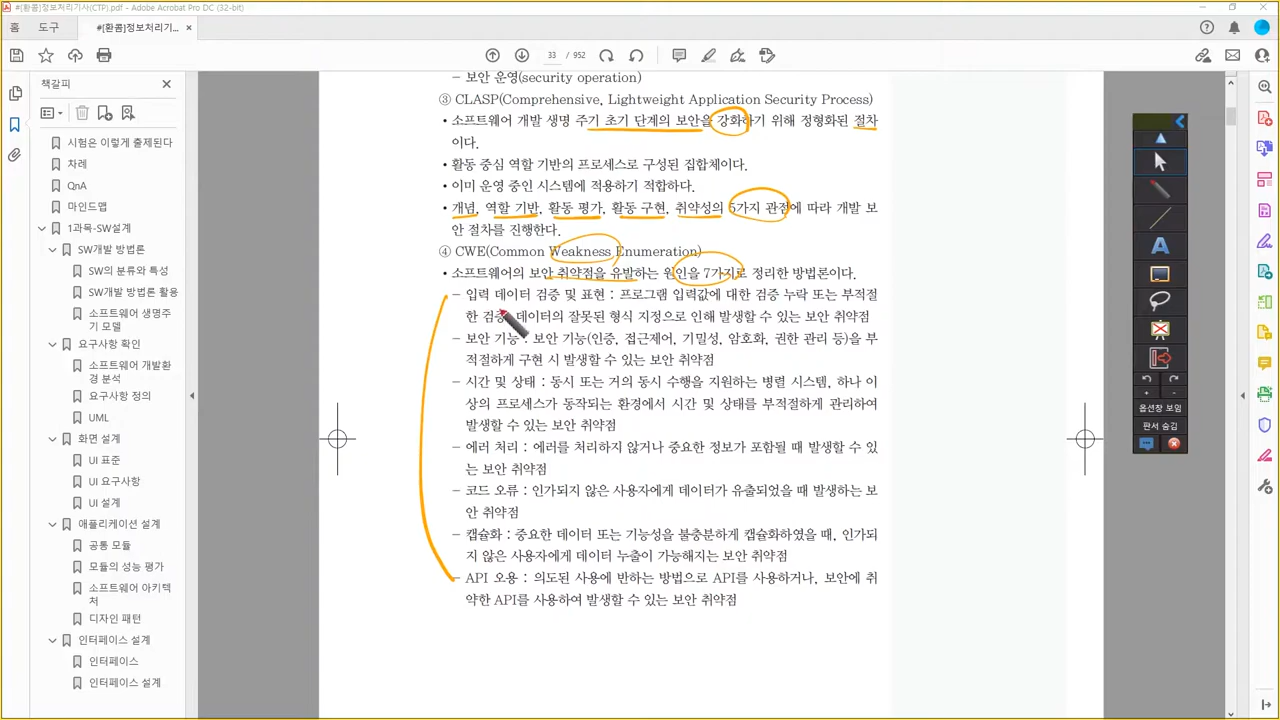 #[환콩]정보처리기사(CTP).pdf - Adobe Acrobat Pro DC (32-bit)
홈 도구 #[환콩]정보처리기사(CTP)....
33 / 952
책갈피
시험은 이렇게 출제된다
차례
QnA
마인드맵
1과목-SW설계
SW개발 방법론
SW의 분류와 특성
SW개발 방법론 활용
소프트웨어 생명주
기 모델
요구사항 확인
소프트웨어 개발환
경 분석
요구사항 정의
UML
화면 설계
UI 표준
UI 요구사항
UI 설계
애플리케이션 설계
공통 모듈
모듈의 성능 평가
소프트웨어 아키텍
처
디자인 패턴
인터페이스 설계
인터페이스
인터페이스 설계
– 보안 운영(security operation)
③ CLASP(Comprehensive, Lightweight Application Security Process)
• 소프트웨어 개발 생명 주기 초기 단계의 보안을 강화하기 위해 정형화된 절차
이다.
• 활동 중심 역할 기반의 프로세스로 구성된 집합체이다.
• 이미 운영 중인 시스템에 적용하기 적합하다.
• 개념, 역할 기반, 활동 평가, 활동 구현, 취약성의 5가지 관점에 따라 개발 보
안 절차를 진행한다.
④ CWE(Common Weakness Enumeration)
• 소프트웨어의 보안 취약점을 유발하는 원인을 7가지로 정리한 방법론이다.
– 입력 데이터 검증 및 표현 : 프로그램 입력값에 대한 검증 누락 또는 부적절
한 검증, 데이터의 잘못된 형식 지정으로 인해 발생할 수 있는 보안 취약점
– 보안 기능 : 보안 기능(인증, 접근제어, 기밀성, 암호화, 권한 관리 등)을 부
적절하게 구현 시 발생할 수 있는 보안 취약점
– 시간 및 상태 : 동시 또는 거의 동시 수행을 지원하는 병렬 시스템, 하나 이
상의 프로세스가 동작되는 환경에서 시간 및 상태를 부적절하게 관리하여
발생할 수 있는 보안 취약점
– 에러 처리 : 에러를 처리하지 않거나 중요한 정보가 포함될 때 발생할 수 있
는 보안 취약점
– 코드 오류 : 인가되지 않은 사용자에게 데이터가 유출되었을 때 발생하는 보
안 취약점
– 캡슐화 : 중요한 데이터 또는 기능성을 불충분하게 캡슐화하였을 때, 인가되
지 않은 사용자에게 데이터 누출이 가능해지는 보안 취약점
– API 오용 : 의도된 사용에 반하는 방법으로 API를 사용하거나, 보안에 취
약한 API를 사용하여 발생할 수 있는 보안 취약점
A
옵션창 보임
판서 숨김